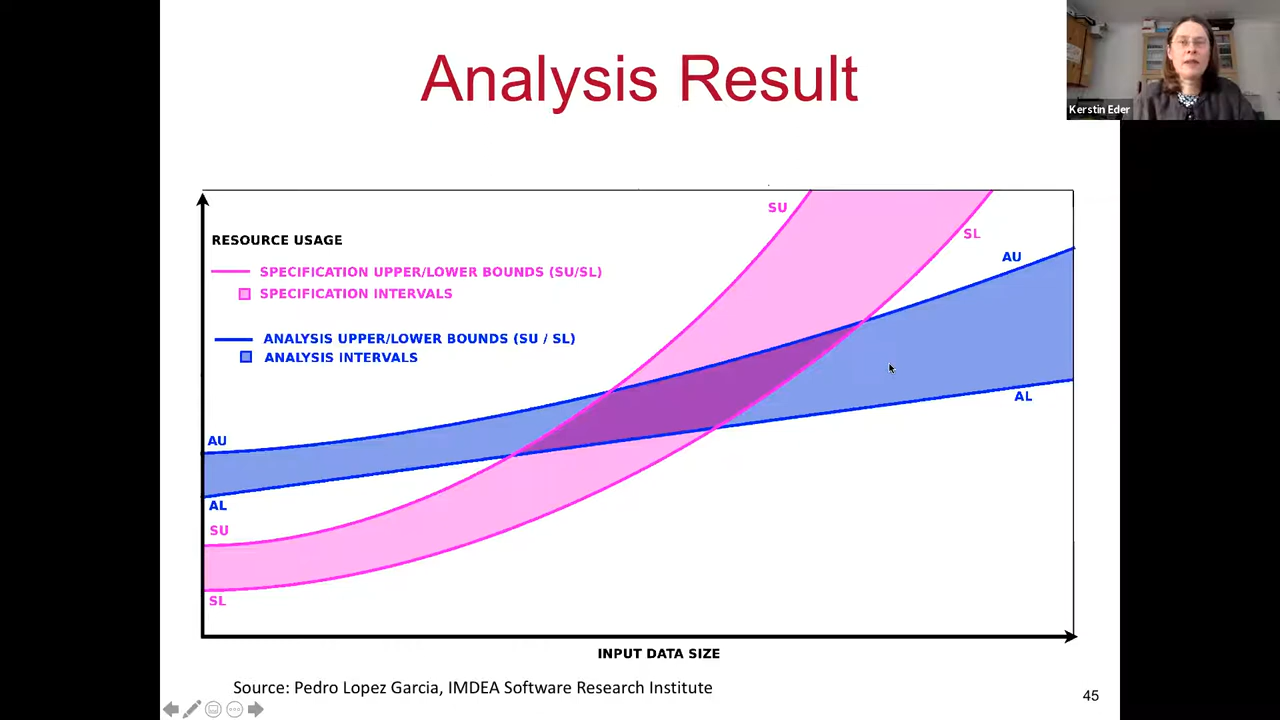 Analysis Result
Kerstin Eder
SU
SL
RESOURCE USAGE
AU
SPECIFICATION UPPER/LOWER BOUNDS (SU/SL)
SPECIFICATION INTERVALS
ANALYSIS UPPER/LOWER BOUNDS (SU / SL)
ANALYSIS INTERVALS
AL
AU
AL
SU
SL
INPUT DATA SIZE
Source: Pedro Lopez Garcia, IMDEA Software Research Institute
45